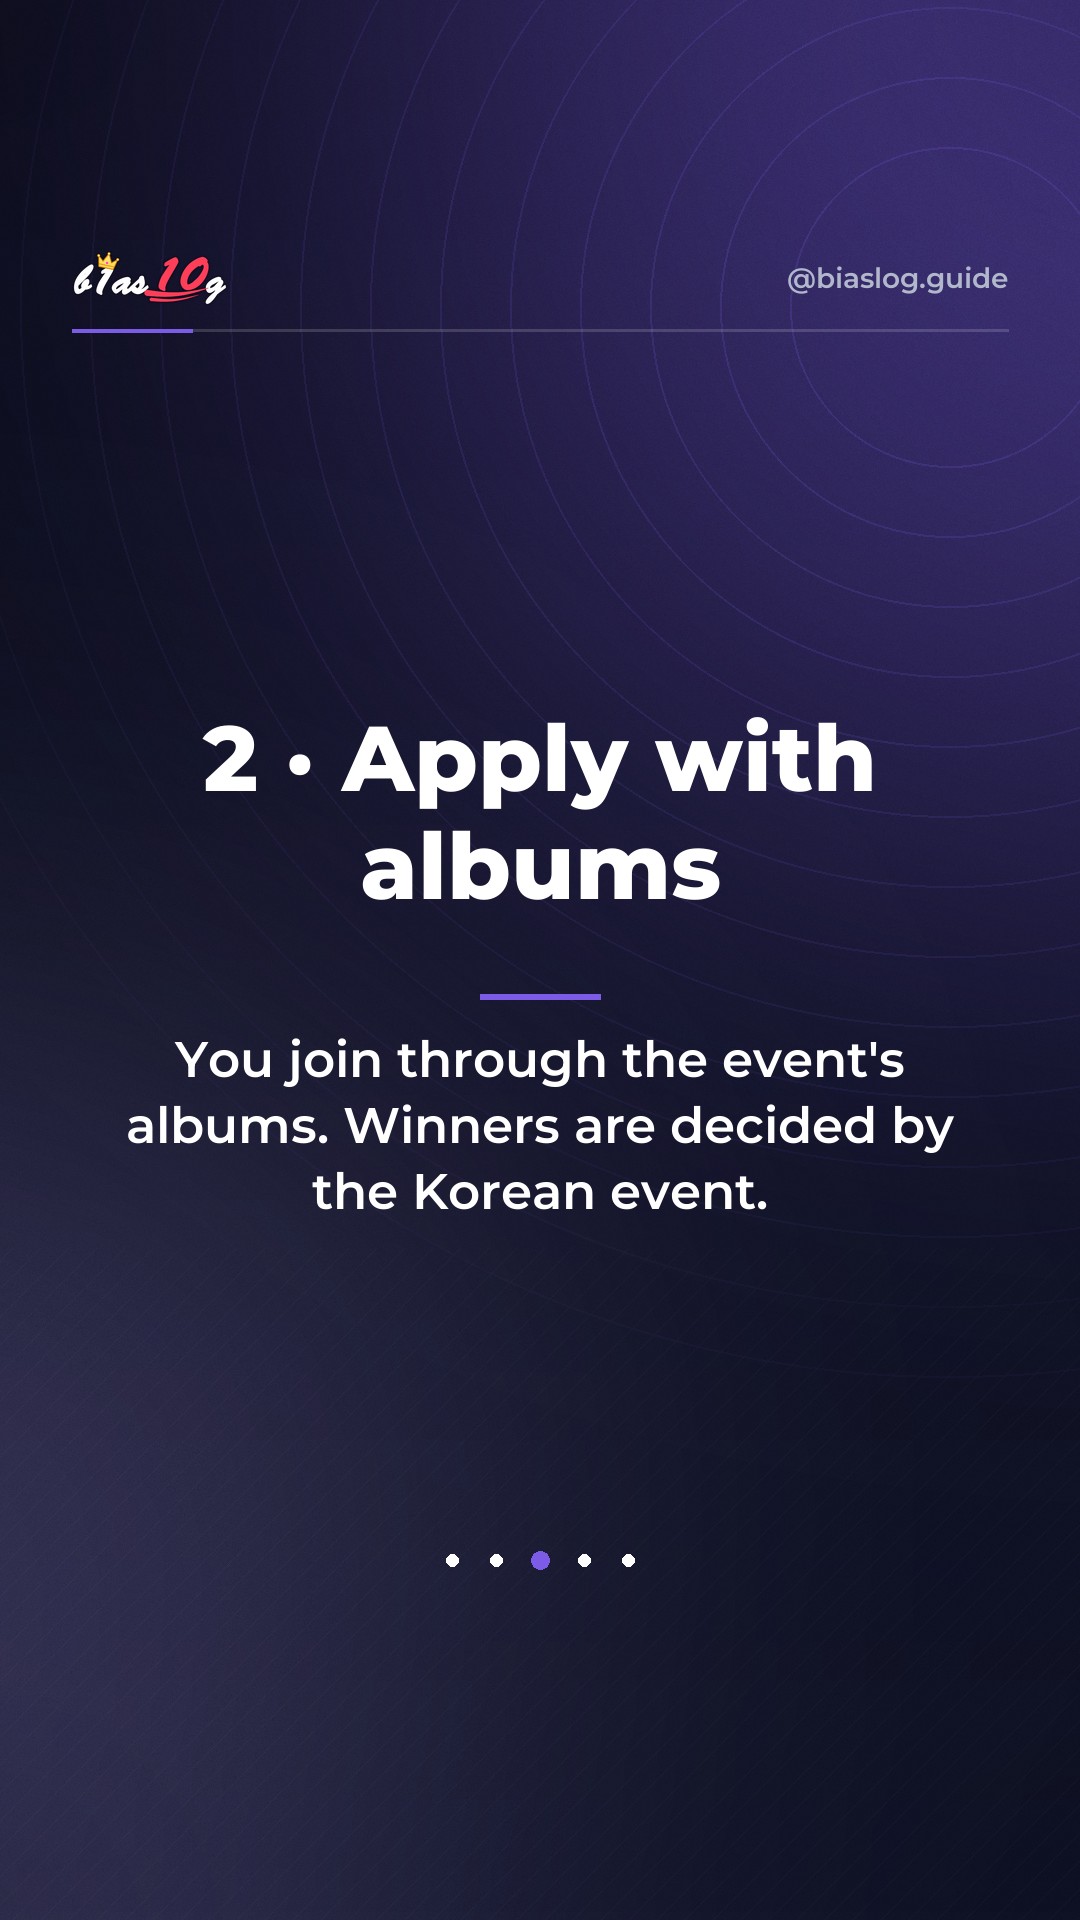 b1as10g
@biaslog.guide
2 • Apply with
albums
You join through the event's
albums. Winners are decided by
the Korean event.